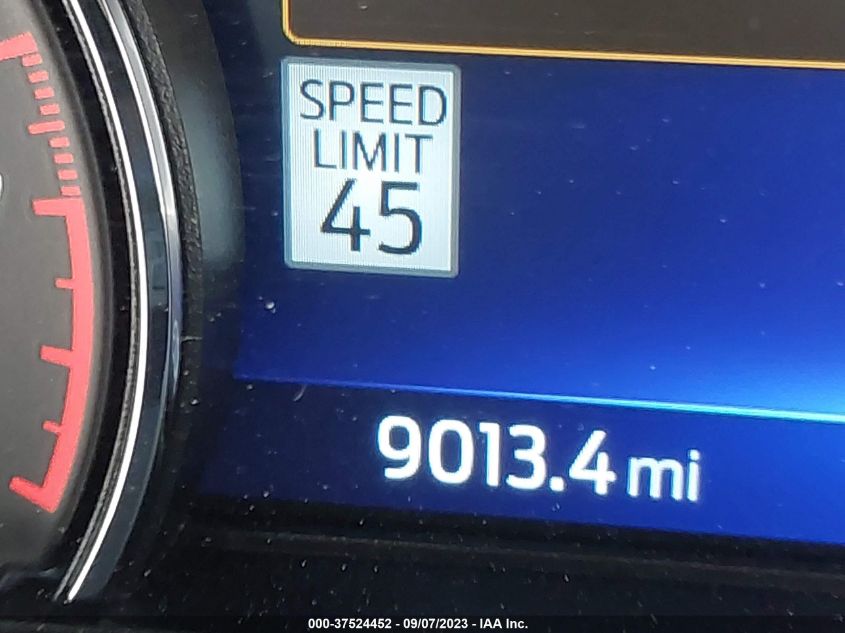 SPEED
LIMIT
45
9013.4 mi
000-37524452 - 09/07/2023 - IAA Inc.